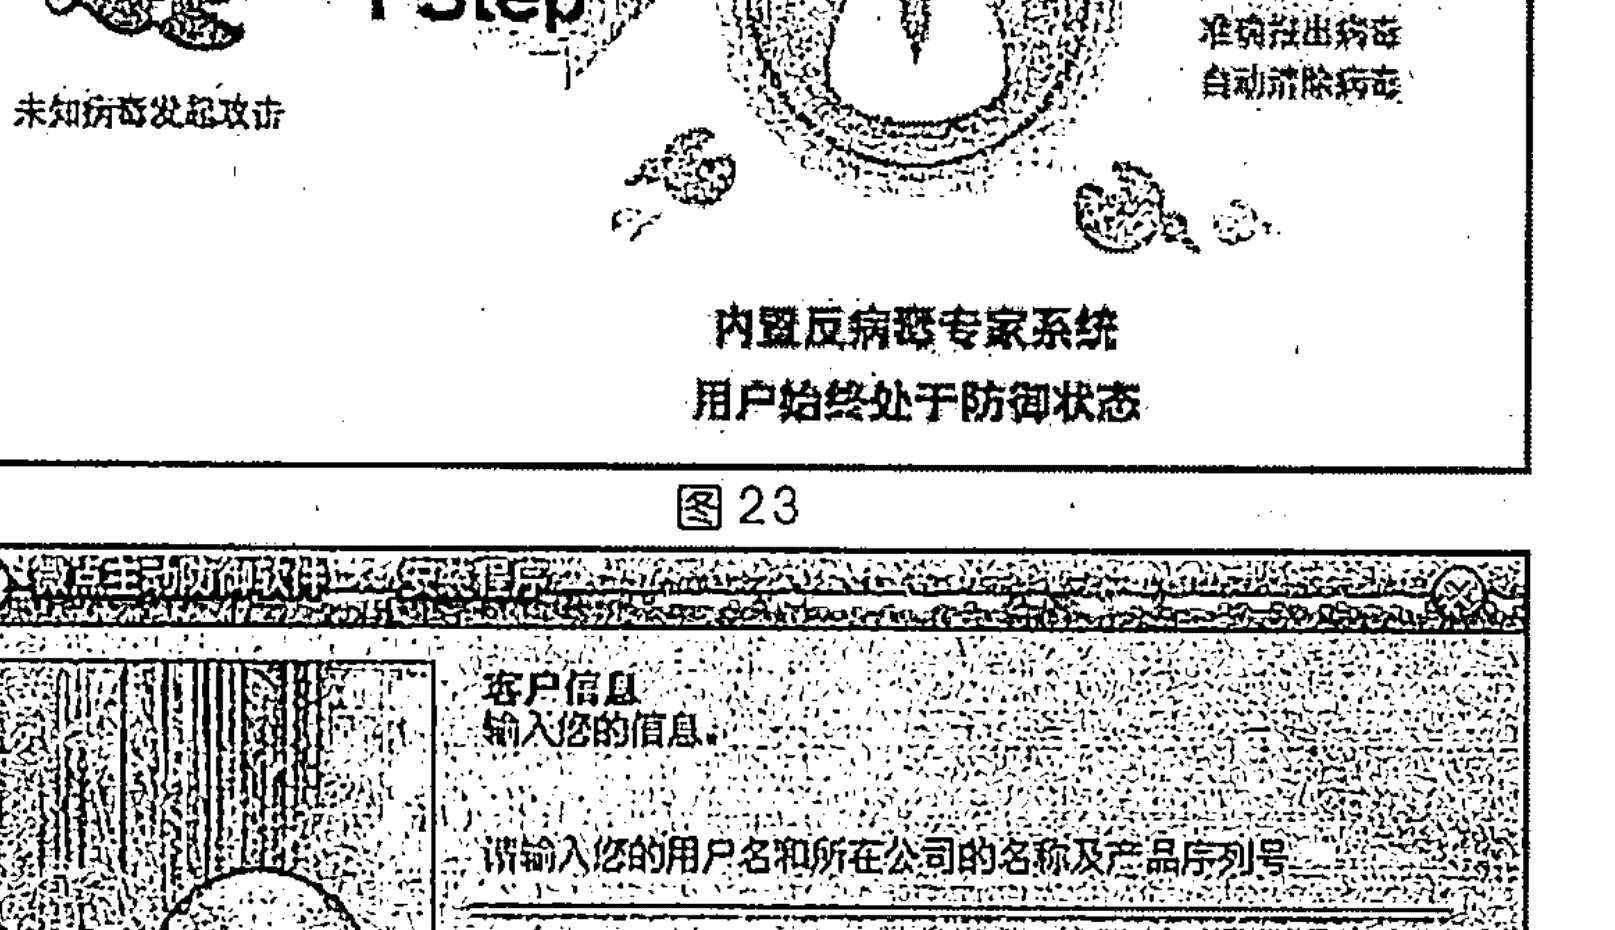 1 Step
准确报出病毒
自动清除病毒
未知病毒发起攻击
内置反病毒专家系统
用户始终处于防御状态
图 23
微点主动防御软件 安装程序
客户信息
输入您的信息。
请输入您的用户名和所在公司的名称及产品序列号